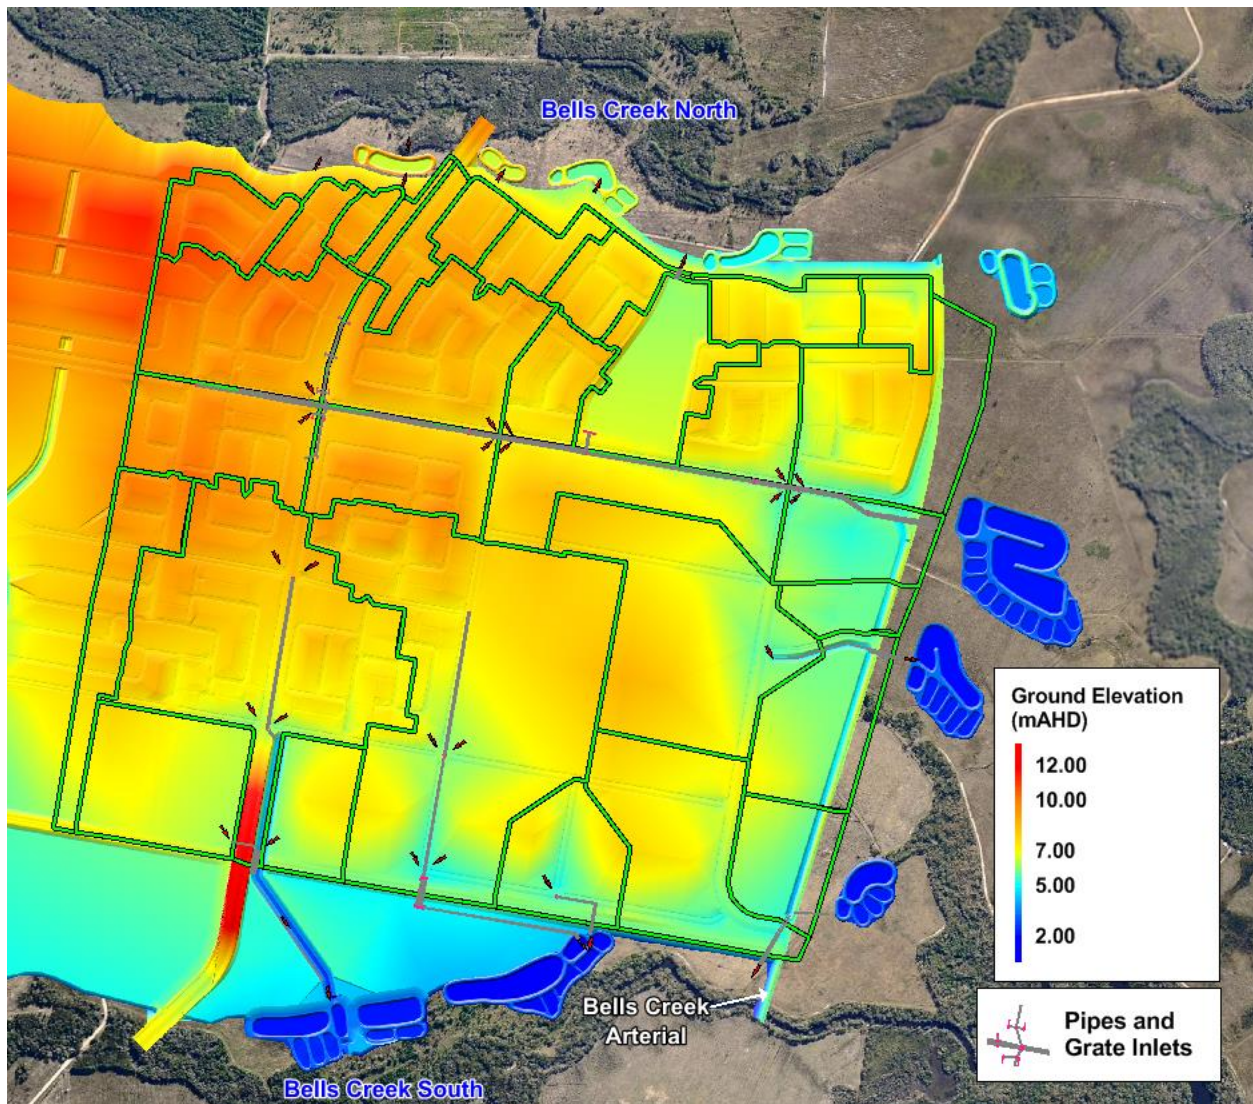 Bells Creek North
Ground Elevation
(mAHD)
12.00
10.00
7.00
5.00
2.00
Bells Creek
Arterial
Pipes and
Grate Inlets
Bells Creek South